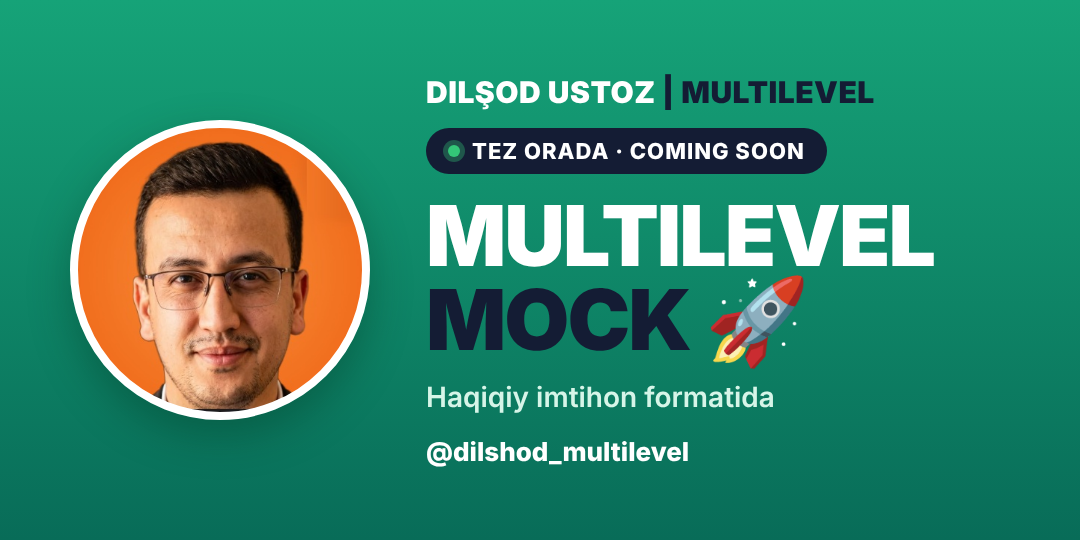 DILŞOD USTOZ | MULTILEVEL
TEZ ORADA · COMING SOON
MULTILEVEL
MOCK 🚀
Haqiqiy imtihon formatida
@dilshod_multilevel